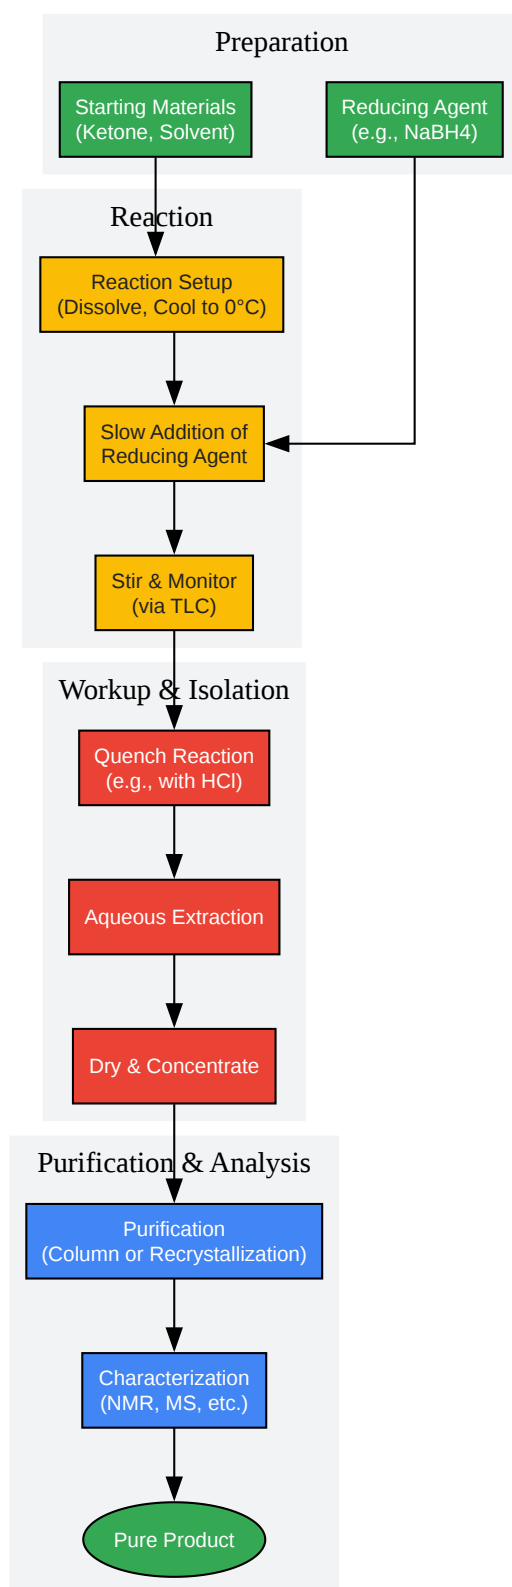 Preparation
Starting Materials
(Ketone, Solvent)
Reducing Agent
(e.g., NaBH4)
Reaction
Reaction Setup
(Dissolve, Cool to 0°C)
Slow Addition of
Reducing Agent
Stir & Monitor
(via TLC)
Workup & Isolation
Quench Reaction
(e.g., with HCl)
Aqueous Extraction
Dry & Concentrate
Purification & Analysis
Purification
(Column or Recrystallization)
Characterization
(NMR, MS, etc.)
Pure Product